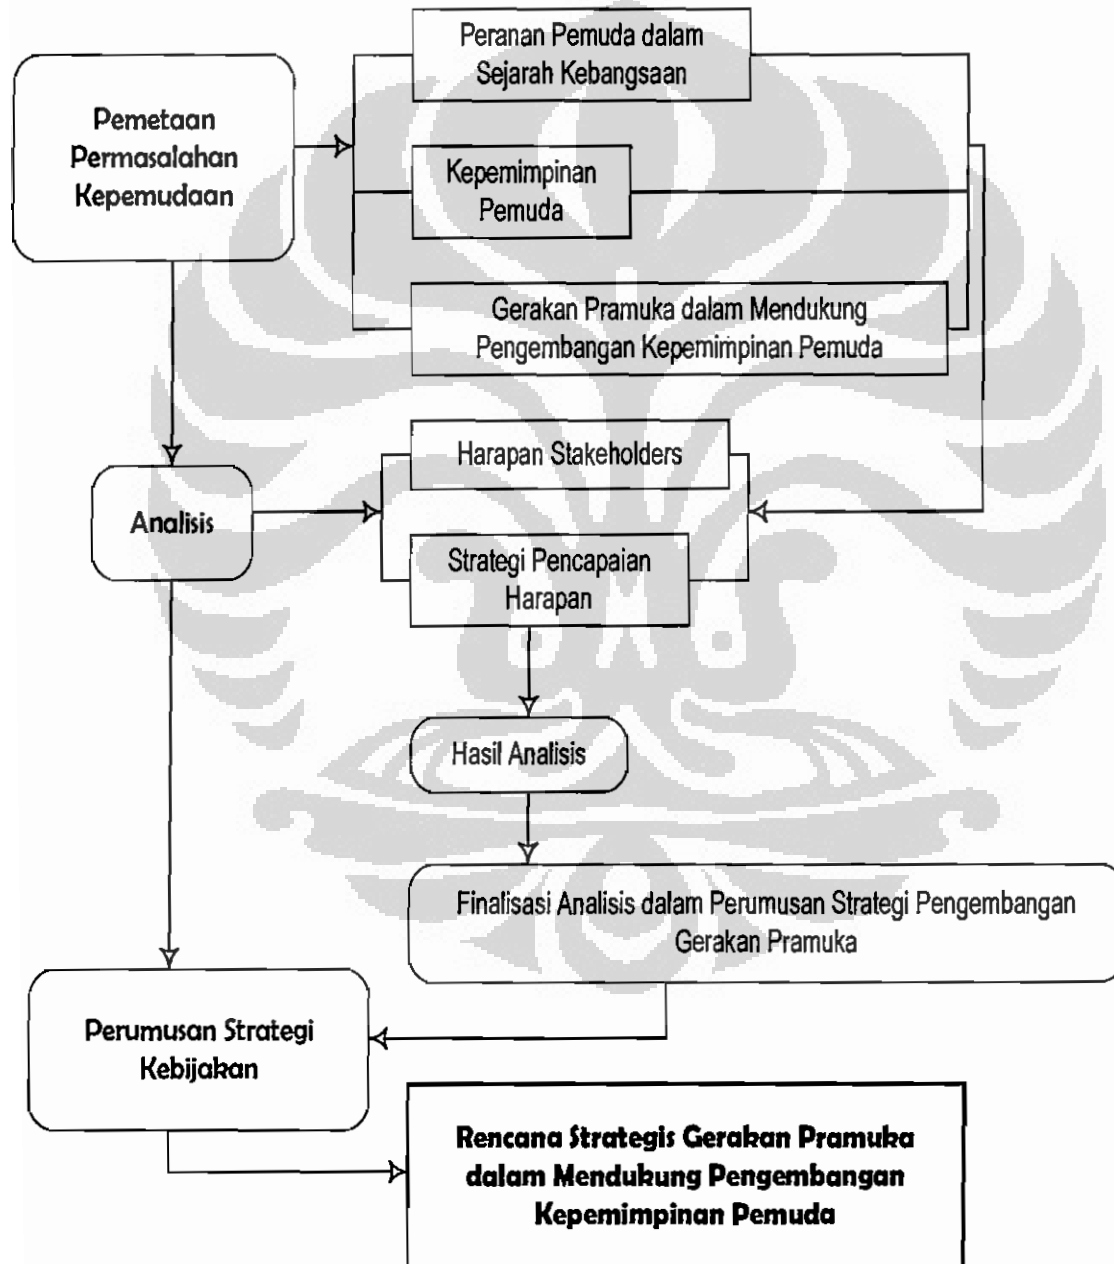 Peranan Pemuda dalam
Sejarah Kebangsaan
Pemetaan
Permasalahan
Kepemudaan
Kepemimpinan
Pemuda
Gerakan Pramuka dalam Mendukung
Pengembangan Kepemimpinan Pemuda
Harapan Stakeholders
Analisis
Strategi Pencapaian
Harapan
Hasil Analisis
Finalisasi Analisis dalam Perumusan Strategi Pengembangan
Gerakan Pramuka
Perumusan Strategi
Kebijakan
Rencana Strategis Gerakan Pramuka
dalam Mendukung Pengembangan
Kepemimpinan Pemuda